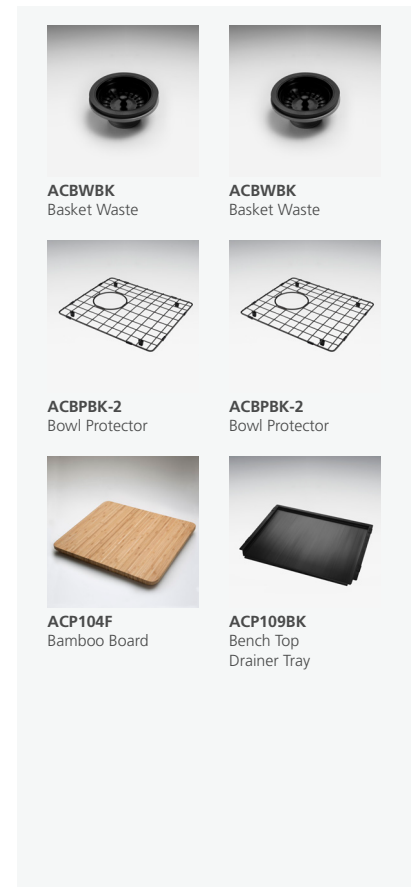 ACBWBK
Basket Waste
ACBWBK
Basket Waste
ACBPBK-2
Bowl Protector
ACBPBK-2
Bowl Protector
ACP104F
Bamboo Board
ACP109BK
Bench Top
Drainer Tray